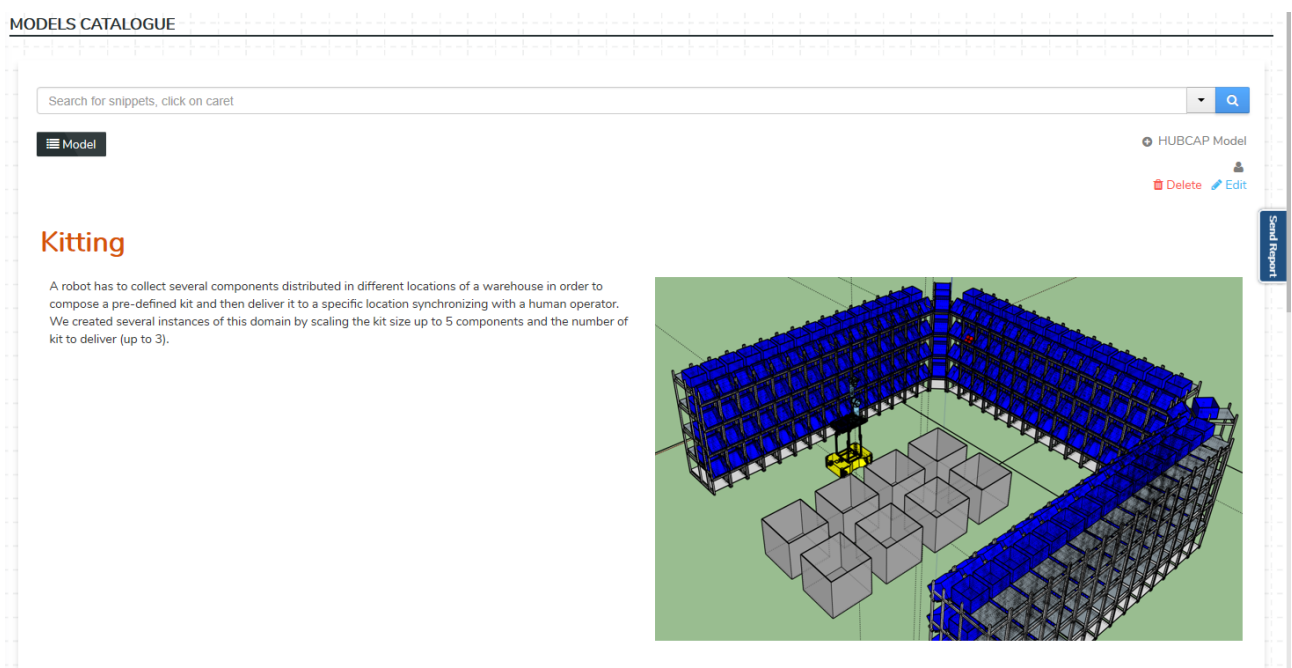 MODELS CATALOGUE
Search for snippets, click on caret
Model
HUBCAP Model
Delete Edit
Send Report
Kitting
A robot has to collect several components distributed in different locations of a warehouse in order to
compose a pre-defined kit and then deliver it to a specific location synchronizing with a human operator.
We created several instances of this domain by scaling the kit size up to 5 components and the number of
kit to deliver (up to 3).